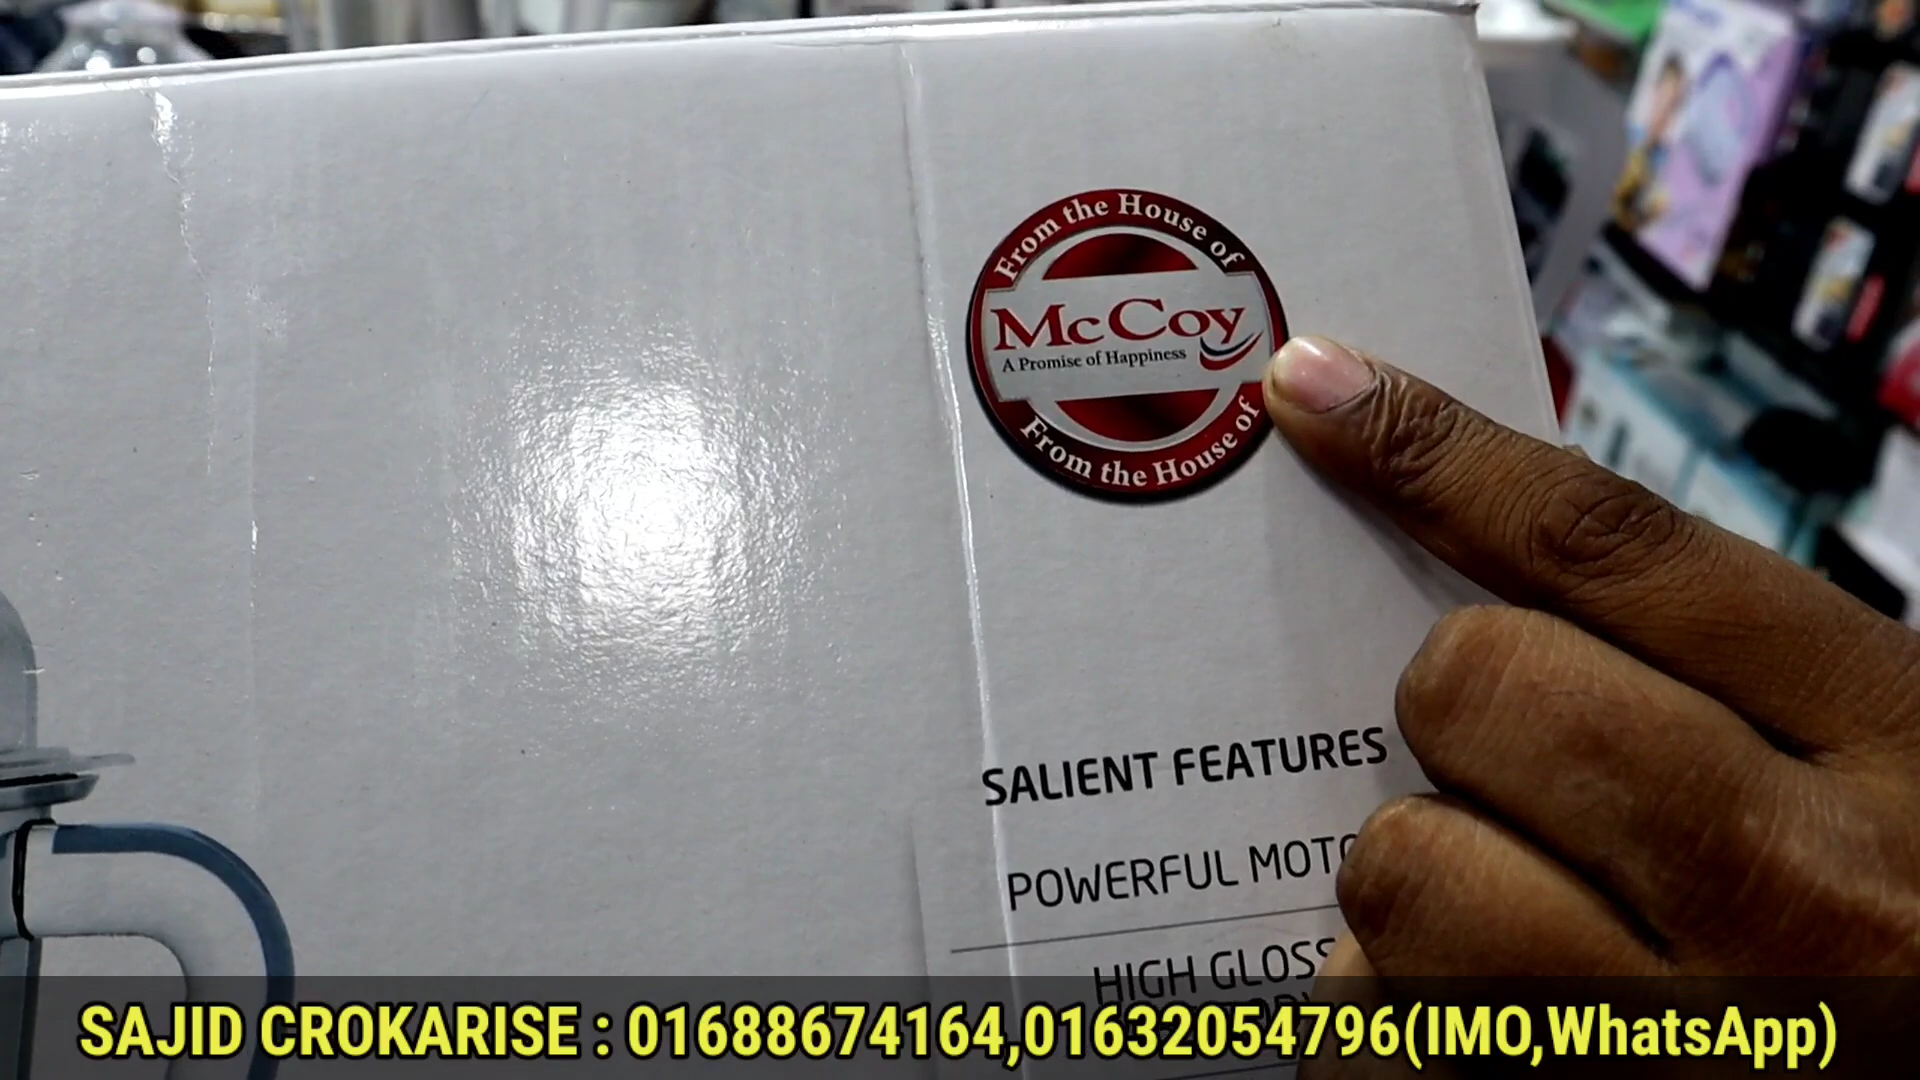 From the House of
McCoy
A Promise of Happiness
From the House of
SALIENT FEATURES
POWERFUL MOTO
HIGH GLOSS
SAJID CROKARISE : 01688674164,01632054796(IMO,WhatsApp)